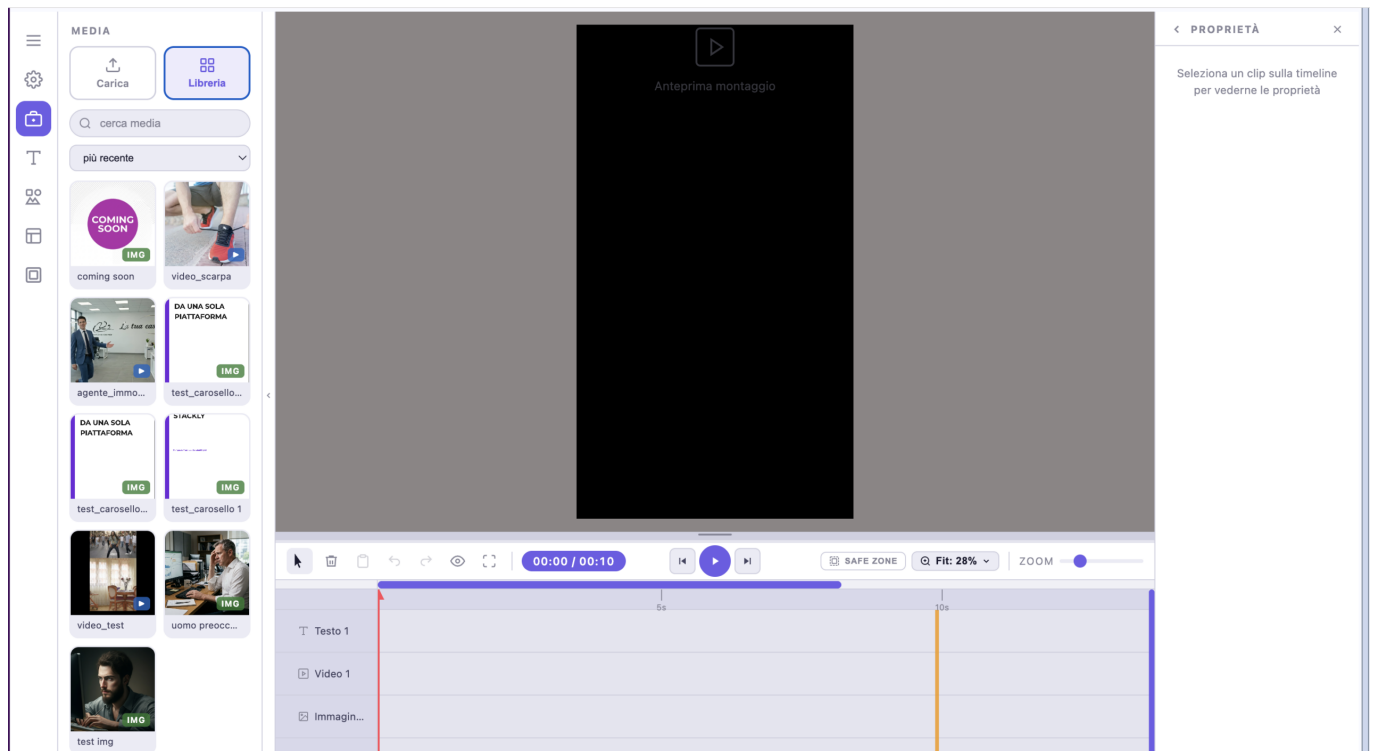 MEDIA
Carica
Libreria
cerca media
più recente
COMING
SOON
IMG
coming soon
video_scarpa
La tua cas
agente_immo...
DA UNA SOLA
PIATTAFORMA
IMG
test_carosello...
DA UNA SOLA
PIATTAFORMA
IMG
test_carosello...
STACKLY
IMG
test_carosello 1
video_test
IMG
uomo preocc...
IMG
test img
Anteprima montaggio
PROPRIETÀ
Seleziona un clip sulla timeline
per vederne le proprietà
00:00 / 00:10
SAFE ZONE
Fit: 28%
ZOOM
5s
10s
Testo 1
Video 1
Immagin...